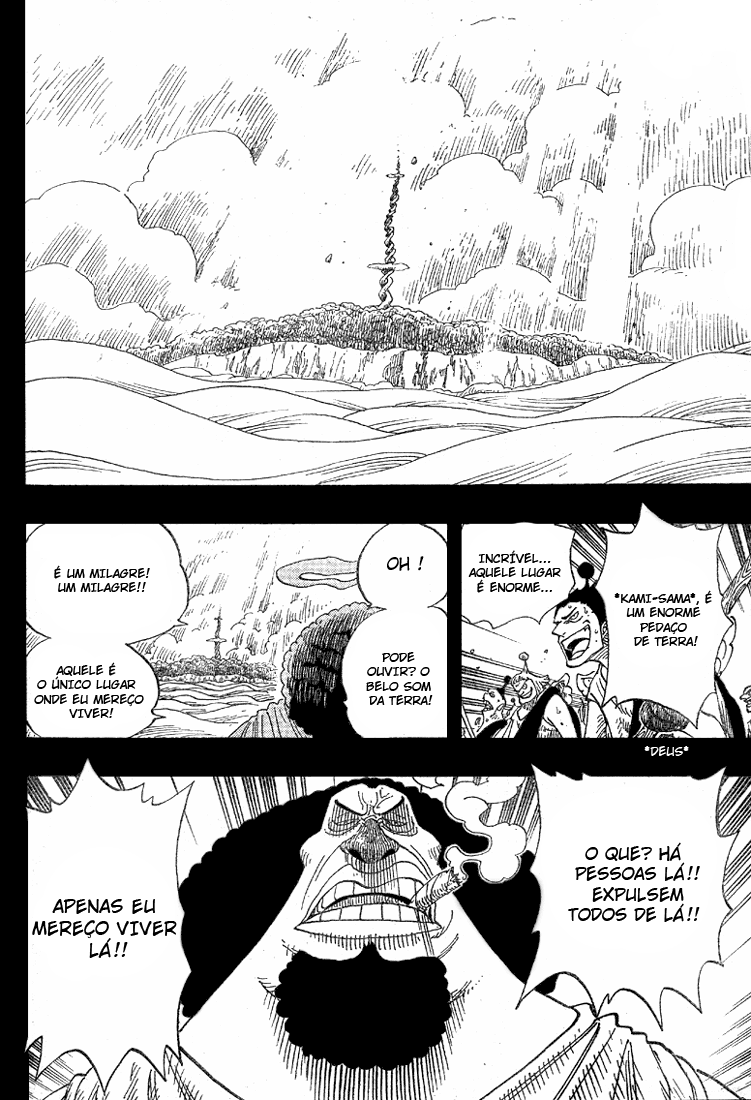 INCRÍVEL...
AQUELE LUGAR
É ENORME...
*KAMI-SAMA*, É
UM ENORME
PEDAÇO
DE TERRA!
*DEUS*
OH !
PODE
OUVIR? O
BELO SOM
DA TERRA!
É UM MILAGRE!
UM MILAGRE!!
AQUELE É
O ÚNICO LUGAR
ONDE EU MEREÇO
VIVER!
O QUE? HÁ
PESSOAS LÁ!!
EXPULSEM
TODOS DE LÁ!!
APENAS EU
MEREÇO VIVER
LÁ!!